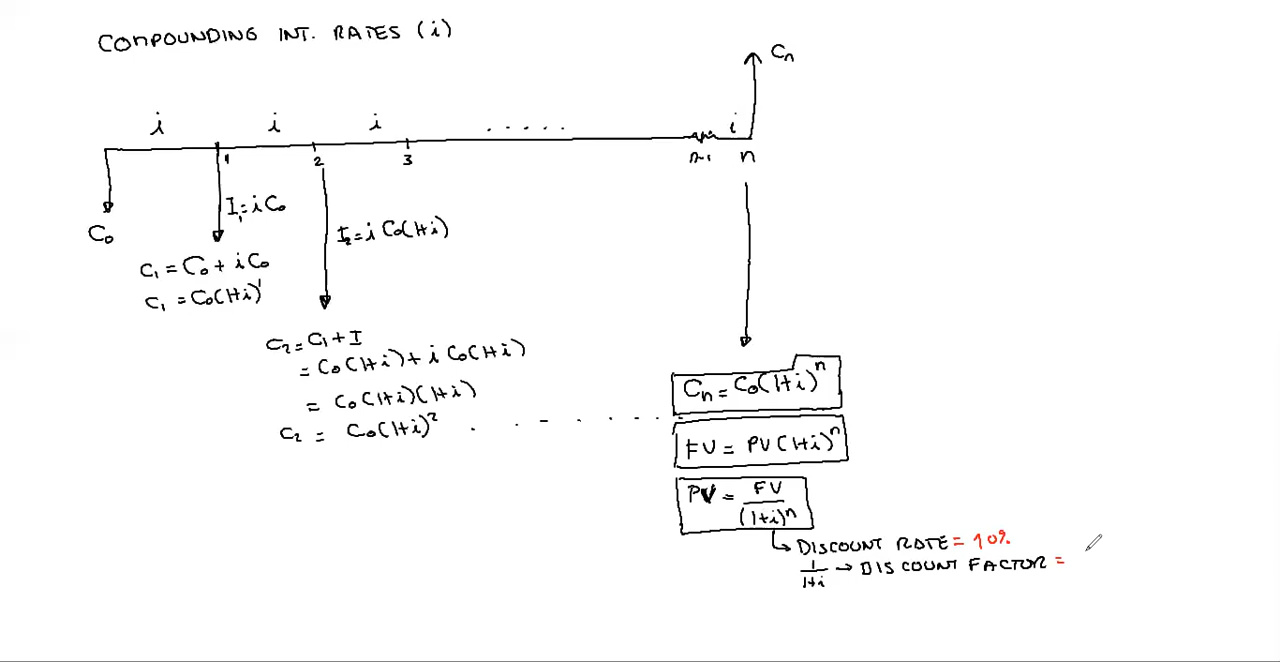 COMPOUNDING INT. RATES (i)
Cn
i i i ..... i
1 2 3 n-1 n
C0
I1=iC0
C1=C0+iC0
C1=C0(1+i)^1
I2=iC0(1+i)
C2=C1+I
=C0(1+i)+iC0(1+i)
=C0(1+i)(1+i)
C2=C0(1+i)^2
Cn=C0(1+i)^n
FV=PV(1+i)^n
PV=FV/(1+i)^n
DISCOUNT RATE=10%
1/1+i → DISCOUNT FACTOR=